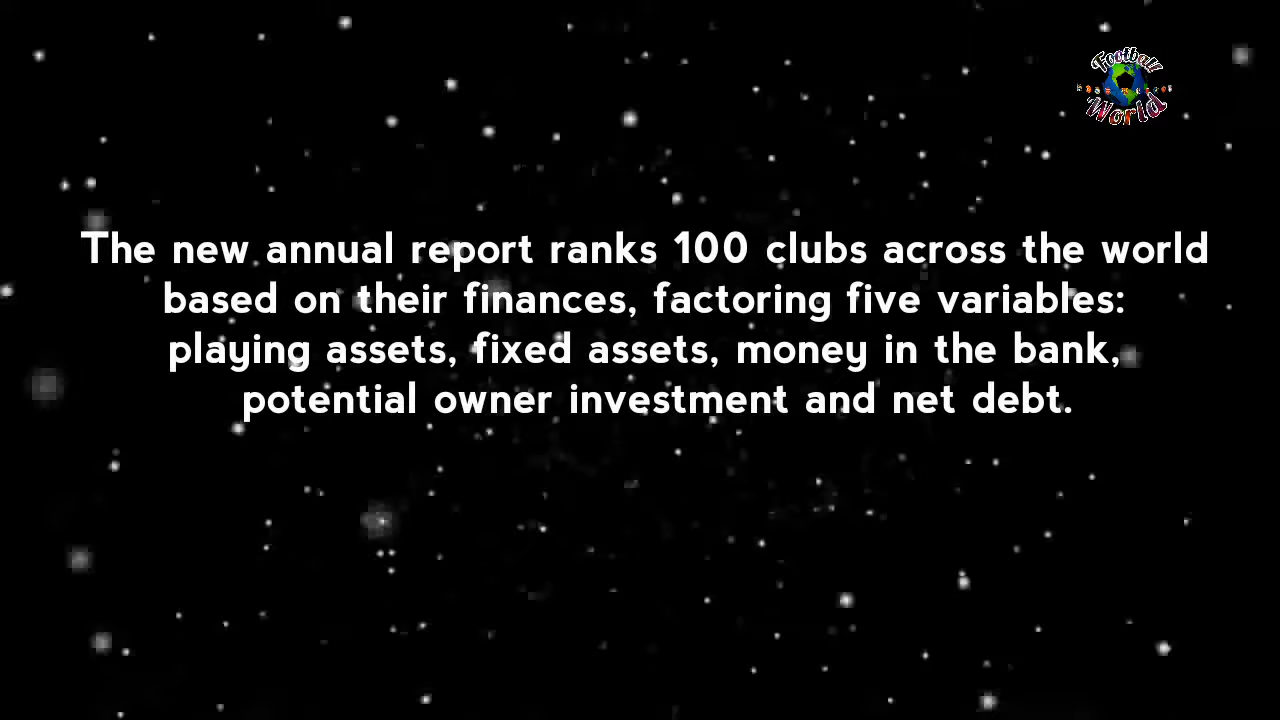 Football
World
The new annual report ranks 100 clubs across the world
based on their finances, factoring five variables:
playing assets, fixed assets, money in the bank,
potential owner investment and net debt.